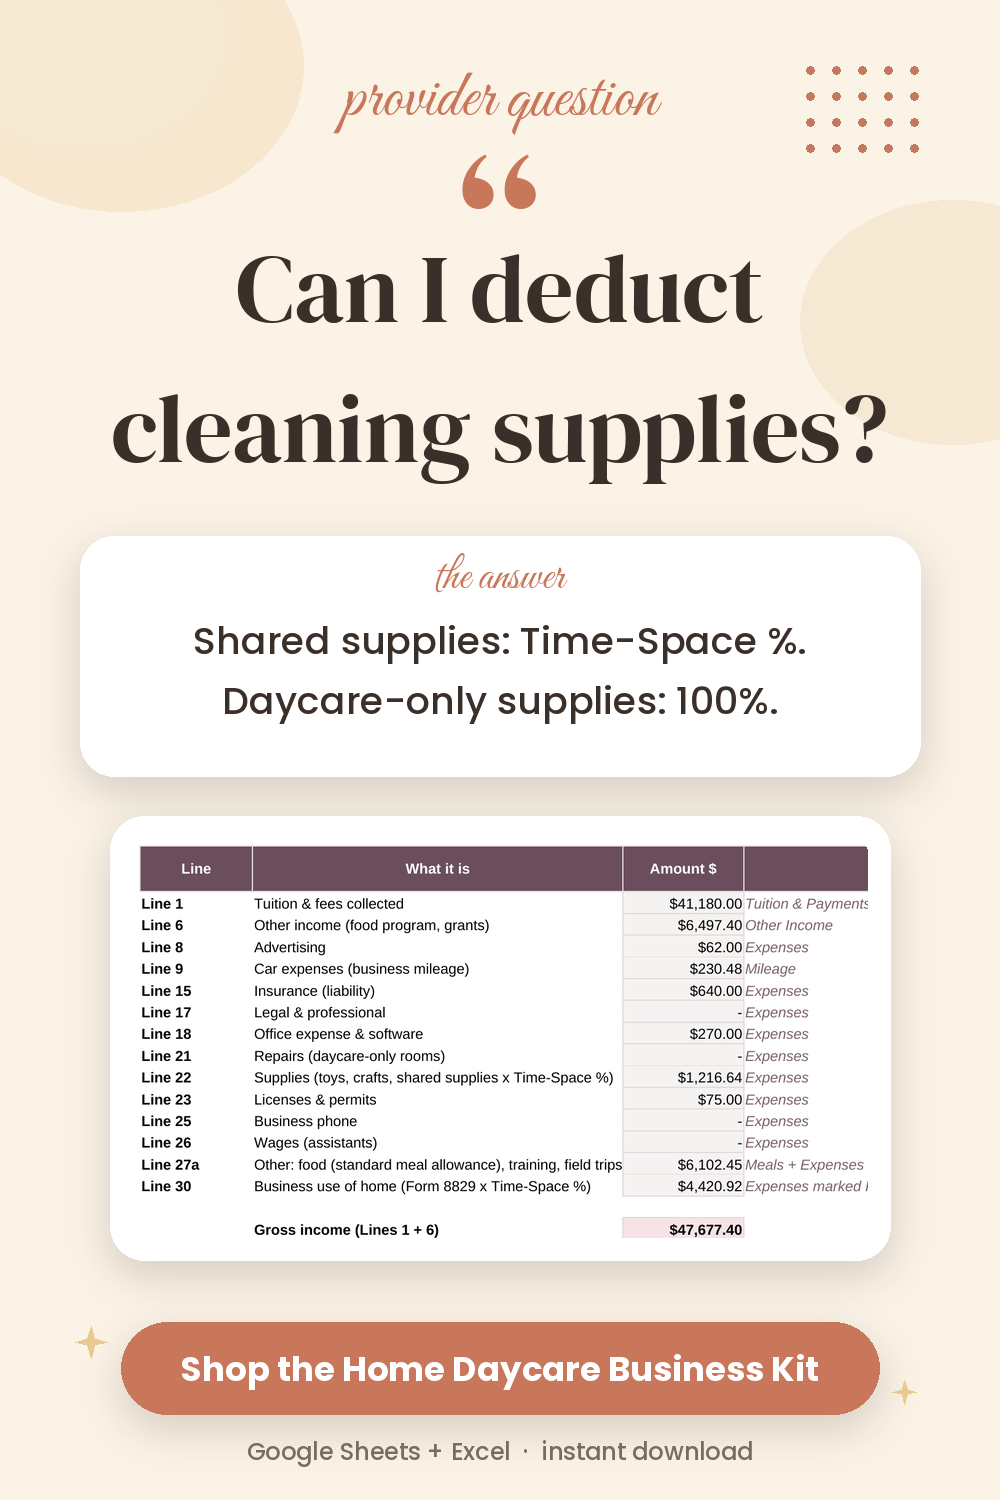 provider question
“
Can I deduct
cleaning supplies?
the answer
Shared supplies: Time-Space %.
Daycare-only supplies: 100%.
Line What it is Amount $
Line 1 Tuition & fees collected $41,180.00 Tuition & Payments
Line 6 Other income (food program, grants) $6,497.40 Other Income
Line 8 Advertising $62.00 Expenses
Line 9 Car expenses (business mileage) $230.48 Mileage
Line 15 Insurance (liability) $640.00 Expenses
Line 17 Legal & professional - Expenses
Line 18 Office expense & software $270.00 Expenses
Line 21 Repairs (daycare-only rooms) - Expenses
Line 22 Supplies (toys, crafts, shared supplies x Time-Space %) $1,216.64 Expenses
Line 23 Licenses & permits $75.00 Expenses
Line 25 Business phone - Expenses
Line 26 Wages (assistants) - Expenses
Line 27a Other: food (standard meal allowance), training, field trips $6,102.45 Meals + Expenses
Line 30 Business use of home (Form 8829 x Time-Space %) $4,420.92 Expenses marked
Gross income (Lines 1 + 6) $47,677.40
Shop the Home Daycare Business Kit
Google Sheets + Excel · instant download